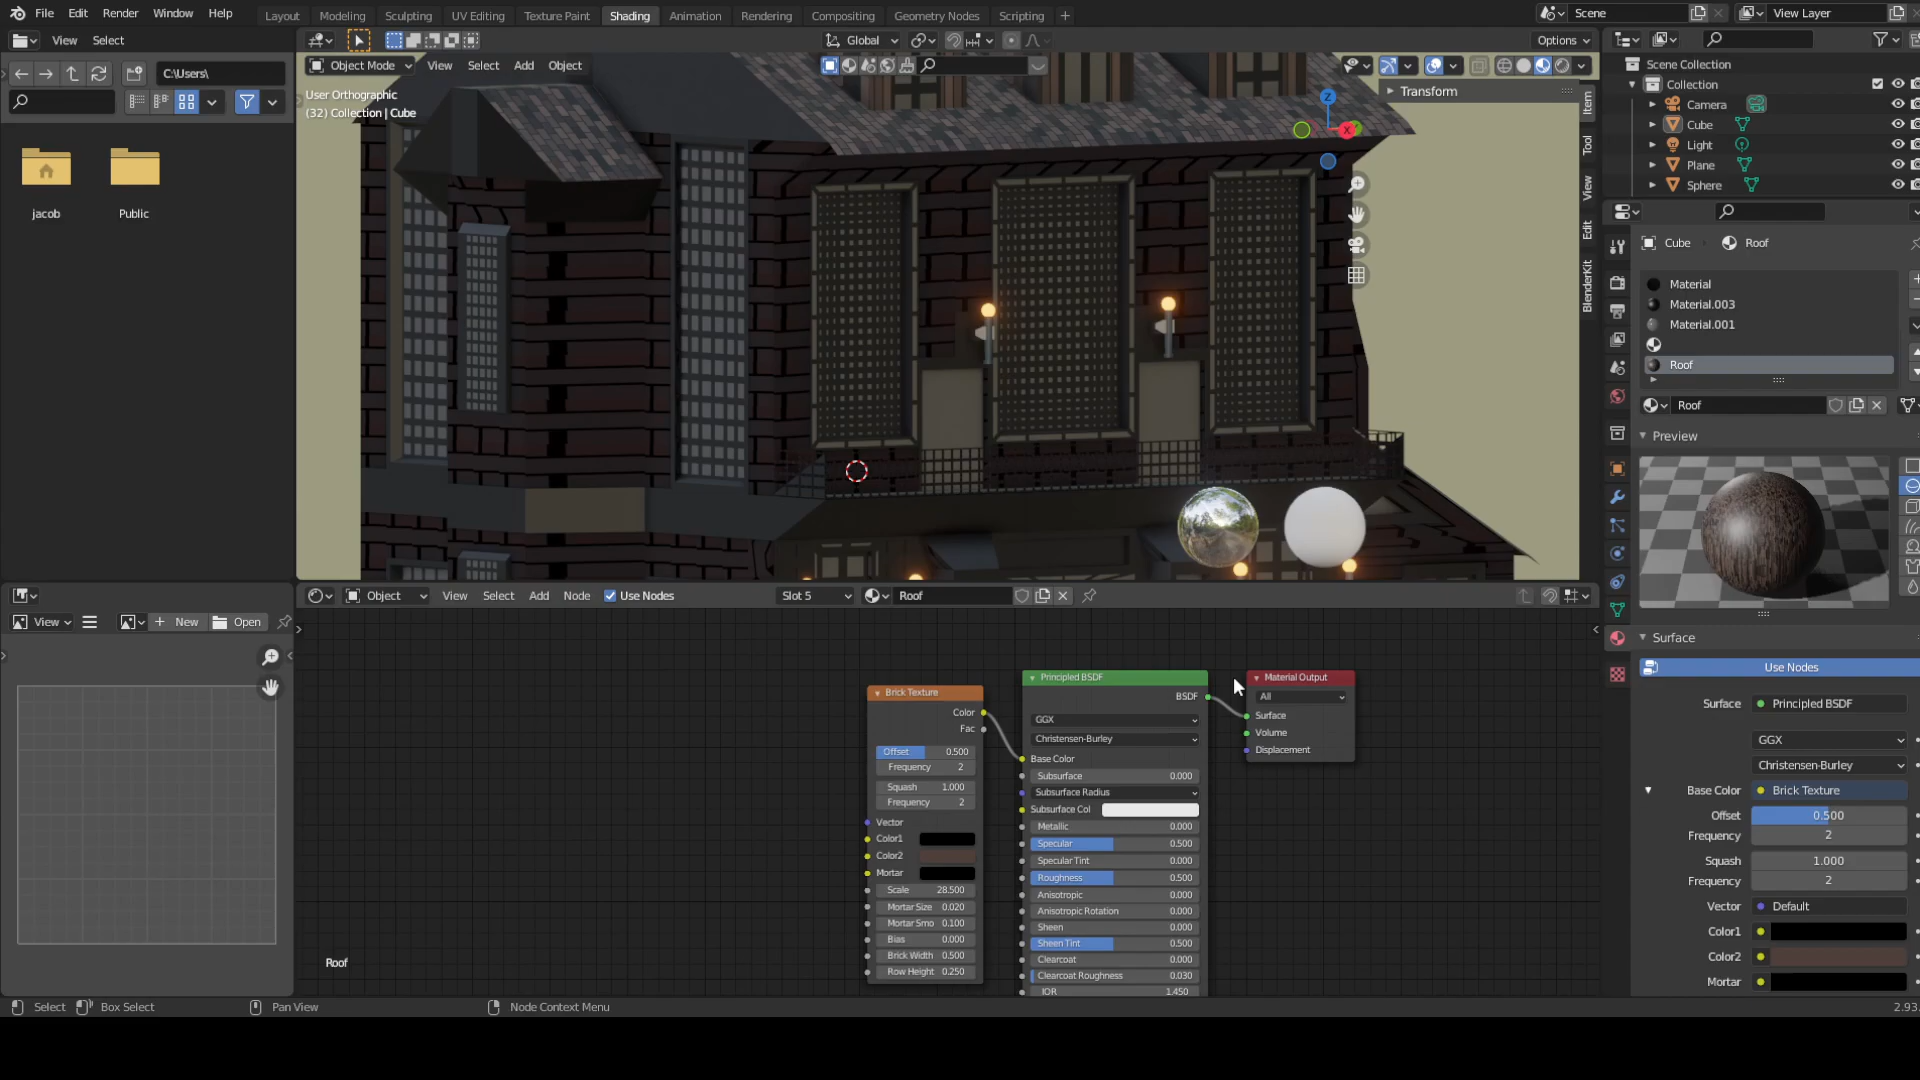 File Edit Render Window Help
Layout Modeling Sculpting UV Editing Texture Paint Shading Animation Rendering Compositing Geometry Nodes Scripting +
Scene
View Layer
View Select
Global
Options
C:\Users\
Object Mode View Select Add Object
User Orthographic
(32) Collection | Cube
Transform
Z
X
Item
Tool
View
Edit
BlenderKit
jacob
Public
Scene Collection
Collection
Camera
Cube
Light
Plane
Sphere
Cube
Roof
Material
Material.003
Material.001
Roof
Roof
Preview
Surface
Use Nodes
Surface Principled BSDF
GGX
Christensen-Burley
Base Color Brick Texture
Offset 0.500
Frequency 2
Squash 1.000
Frequency 2
Vector Default
Color1
Color2
Mortar
View New Open
Object View Select Add Node Use Nodes Slot 5 Roof
Brick Texture
Color
Fac
Offset 0.500
Frequency 2
Squash 1.000
Frequency 2
Vector
Color1
Color2
Mortar
Scale 28.500
Mortar Size 0.020
Mortar Smo 0.100
Bias 0.000
Brick Width 0.500
Row Height 0.250
Principled BSDF
BSDF
GGX
Christensen-Burley
Base Color
Subsurface 0.000
Subsurface Radius
Subsurface Col
Metallic 0.000
Specular 0.500
Specular Tint 0.000
Roughness 0.500
Anisotropic 0.000
Anisotropic Rotation 0.000
Sheen 0.000
Sheen Tint 0.500
Clearcoat 0.000
Clearcoat Roughness 0.030
IOR 1.450
Material Output
All
Surface
Volume
Displacement
Roof
Select Box Select Pan View Node Context Menu
2.93.